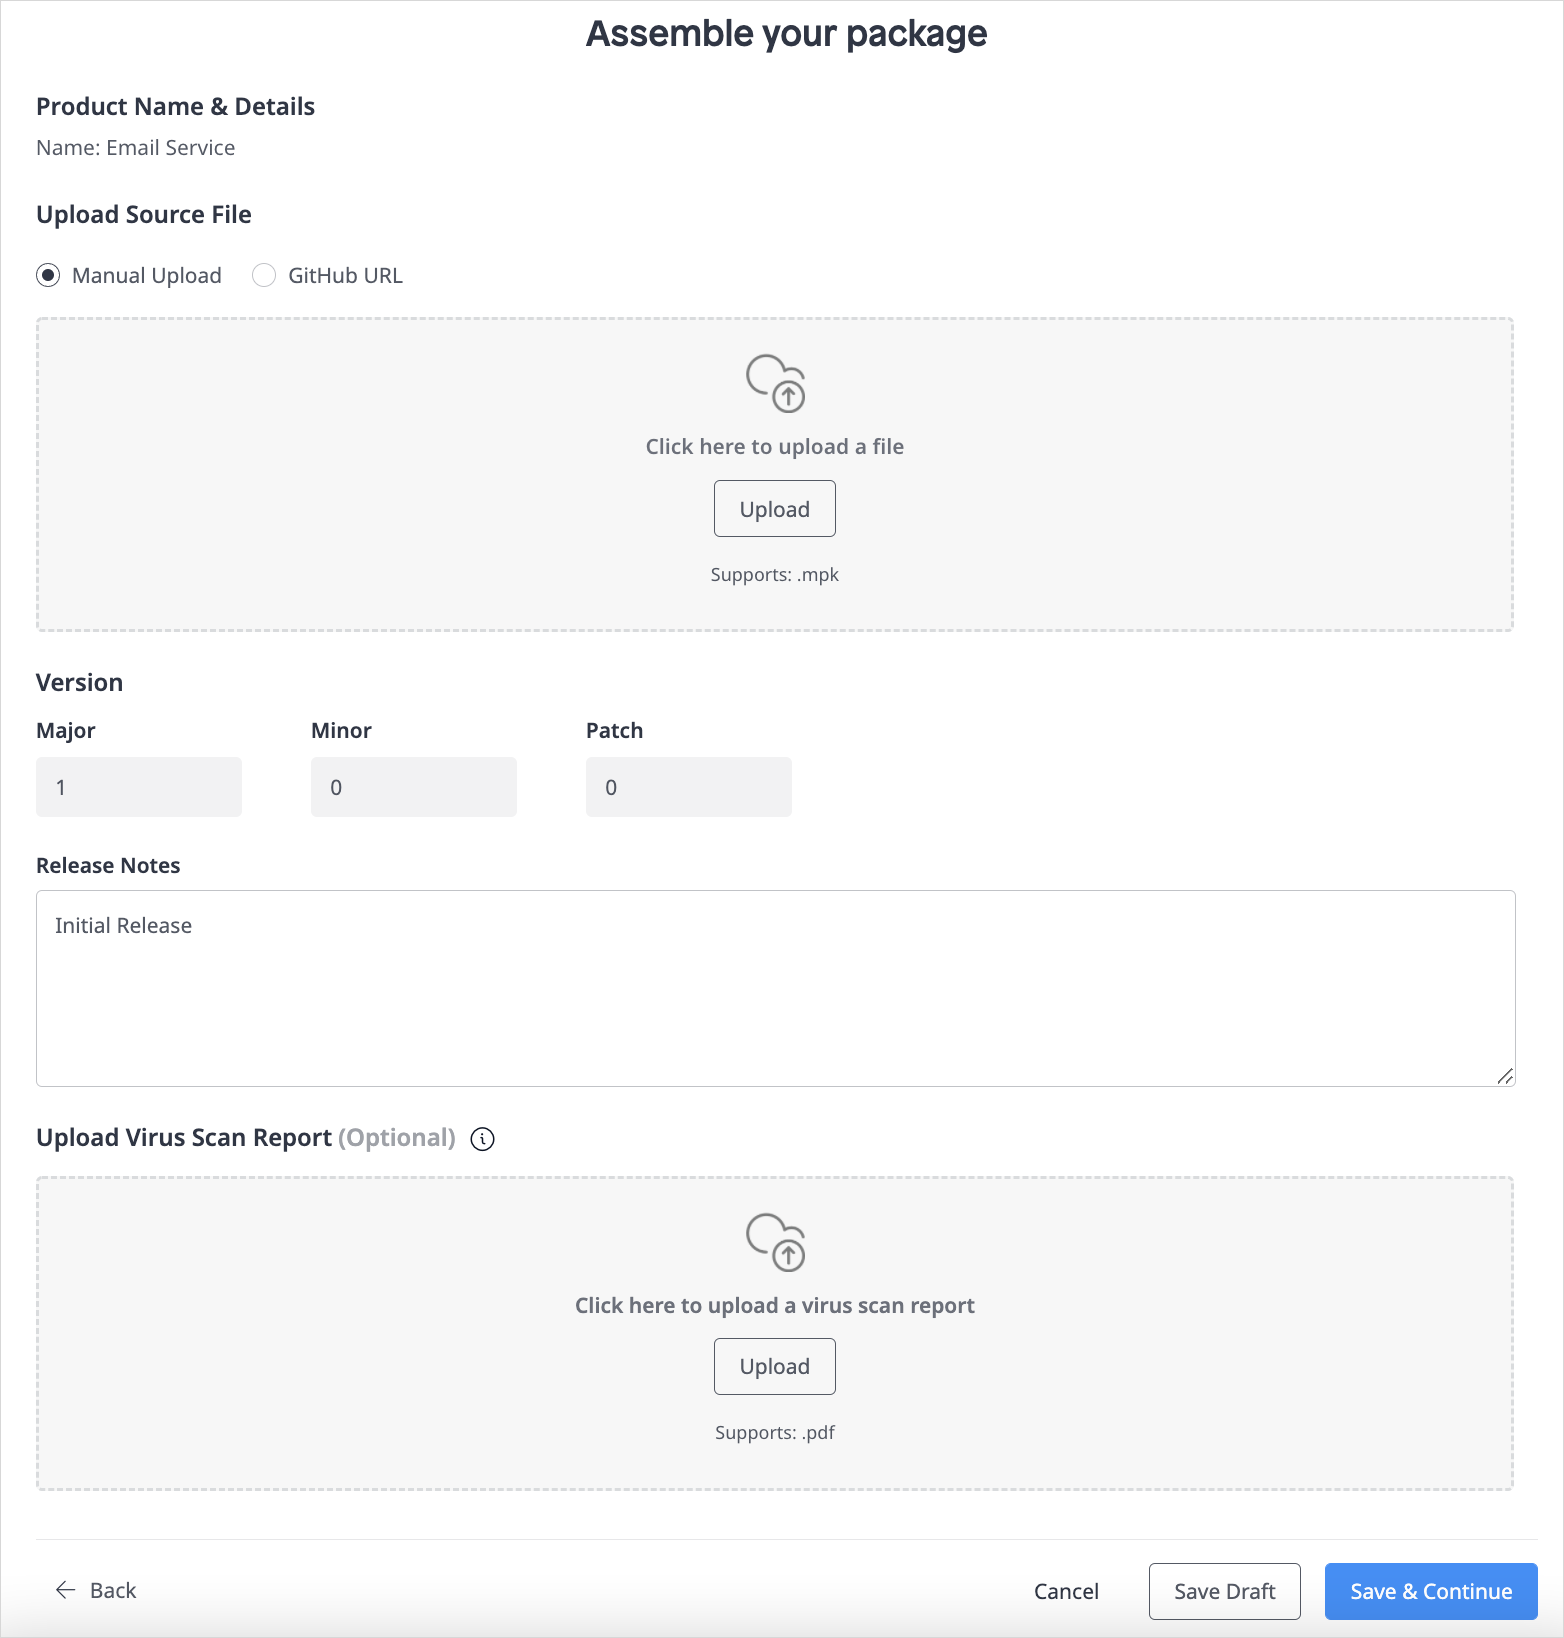 Assemble your package
Product Name & Details
Name: Email Service
Upload Source File
Manual Upload GitHub URL
Click here to upload a file
Upload
Supports: .mpk
Version
Major Minor Patch
1 0 0
Release Notes
Initial Release
Upload Virus Scan Report (Optional)
Click here to upload a virus scan report
Upload
Supports: .pdf
Back Cancel Save Draft Save & Continue